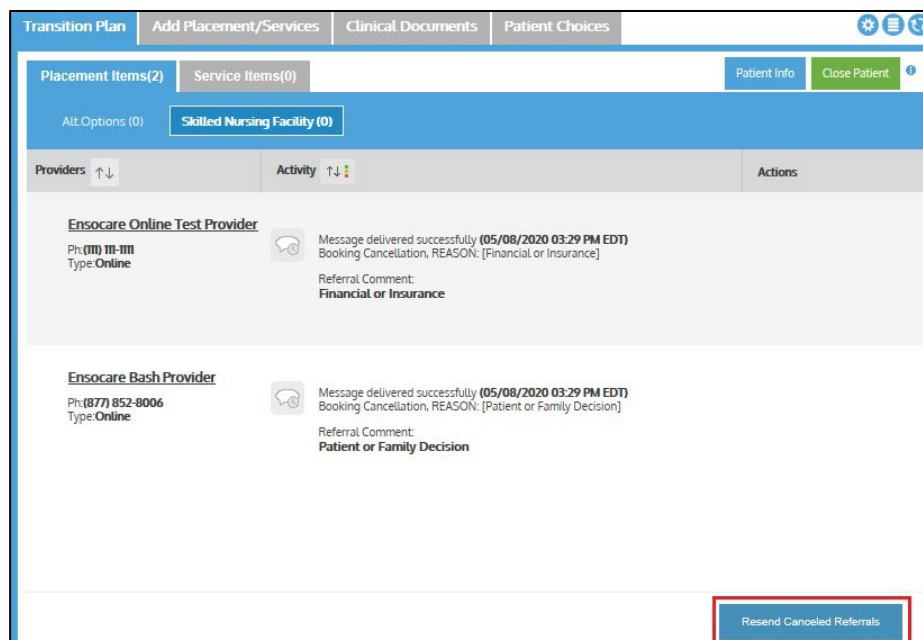 Transition Plan Add Placement/Services Clinical Documents Patient Choices
Placement Items(2) Service Items(0) Patient Info Close Patient
Alt.Options (0) Skilled Nursing Facility (0)
Providers Activity Actions
Ensocare Online Test Provider
Ph:(111) 111-1111
Type:Online
Message delivered successfully (05/08/2020 03:29 PM EDT)
Booking Cancellation, REASON: [Financial or Insurance]
Referral Comment:
Financial or Insurance
Ensocare Bash Provider
Ph:(877) 852-8006
Type:Online
Message delivered successfully (05/08/2020 03:29 PM EDT)
Booking Cancellation, REASON: [Patient or Family Decision]
Referral Comment:
Patient or Family Decision
Resend Canceled Referrals